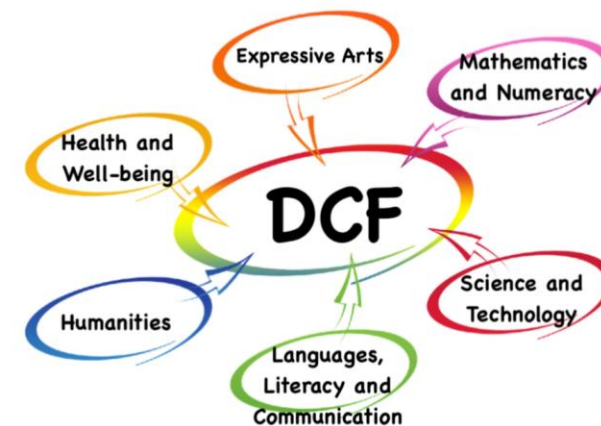 Expressive Arts
Mathematics
and Numeracy
Health and
Well-being
DCF
Science and
Technology
Humanities
Languages,
Literacy and
Communication